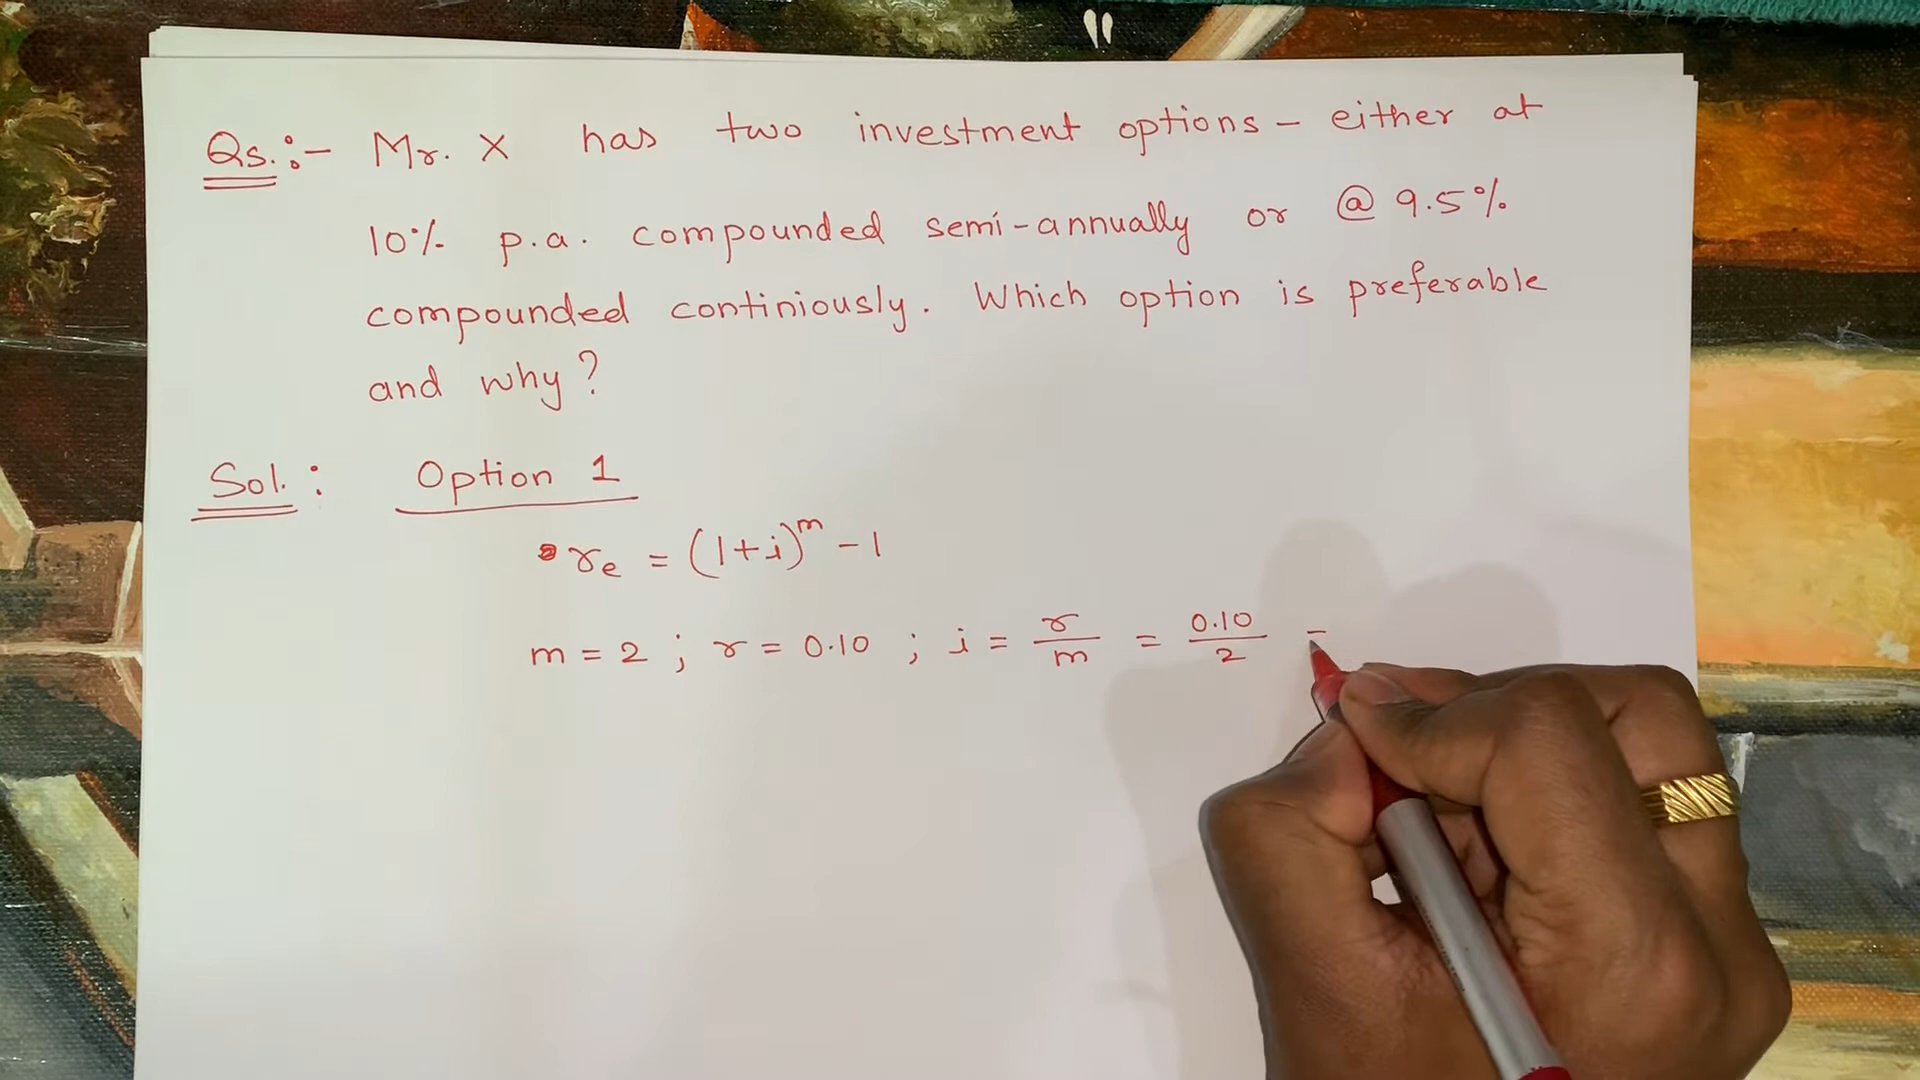 Qs.:- Mr. X has two investment options - either at
10% p.a. compounded semi-annually or @ 9.5%
compounded continiously. Which option is preferable
and why?
Sol.: Option 1
re = (1+i)^m - 1
m = 2 ; r = 0.10 ; i = r/m = 0.10/2 -